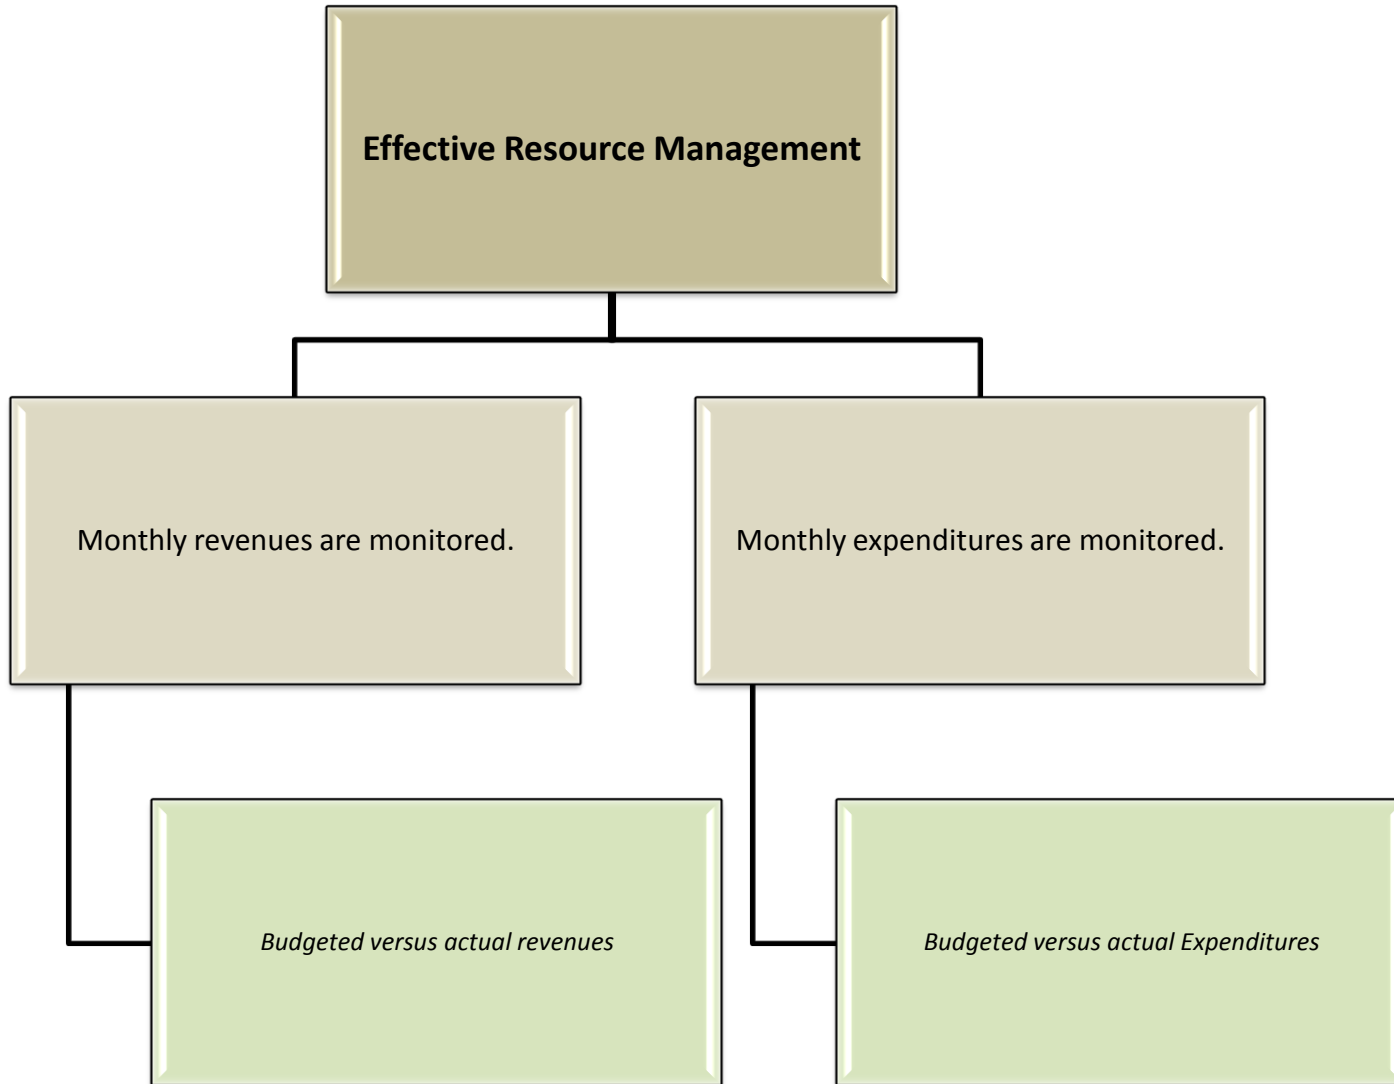 Effective Resource Management
Monthly revenues are monitored.
Monthly expenditures are monitored.
Budgeted versus actual revenues
Budgeted versus actual Expenditures